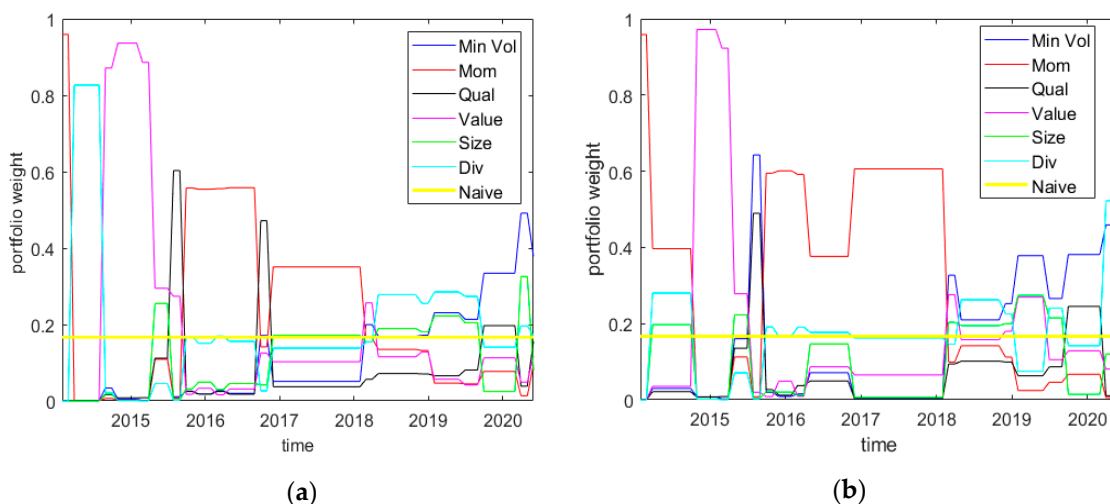 1
0.8
0.6
0.4
0.2
0
portfolio weight
2015 2016 2017 2018 2019 2020
time
Min Vol
Mom
Qual
Value
Size
Div
Naive
(a)
1
0.8
0.6
0.4
0.2
0
portfolio weight
2015 2016 2017 2018 2019 2020
time
Min Vol
Mom
Qual
Value
Size
Div
Naive
(b)